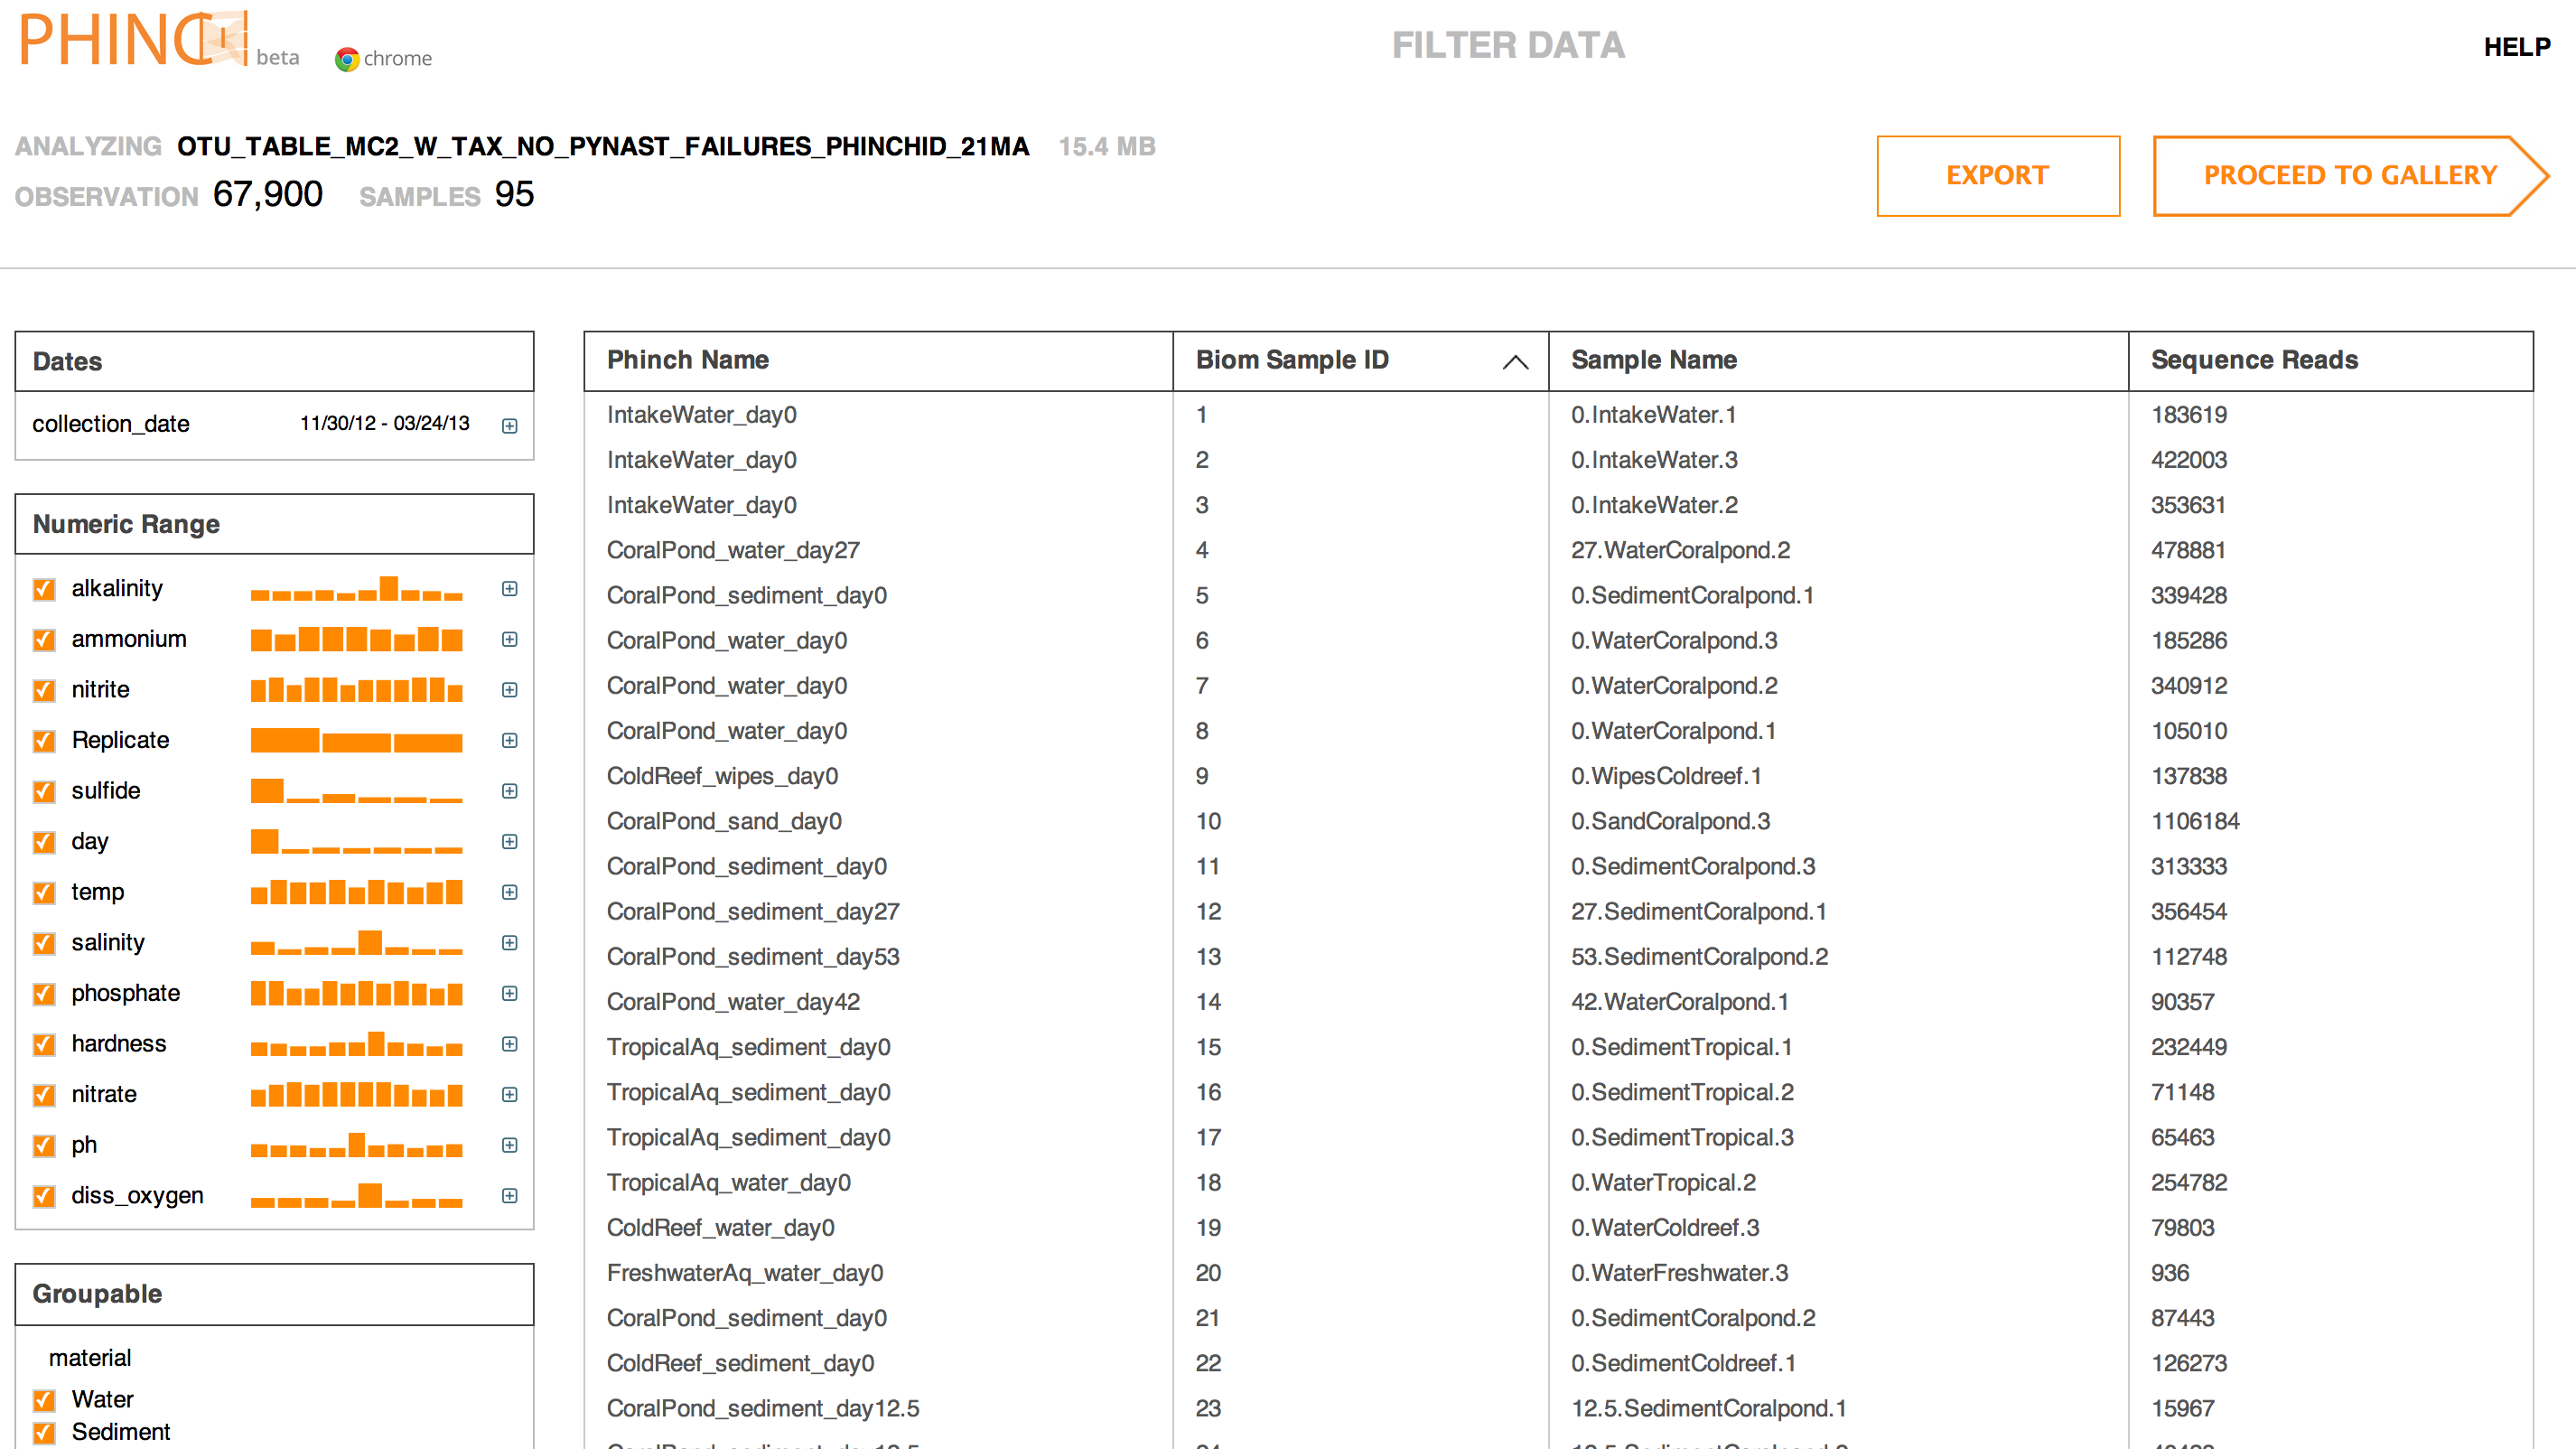 PHINCH beta chrome
FILTER DATA
HELP
ANALYZING OTU_TABLE_MC2_W_TAX_NO_PYNAST_FAILURES_PHINCHID_21MA 15.4 MB
OBSERVATION 67,900 SAMPLES 95
EXPORT
PROCEED TO GALLERY
Dates
collection_date 11/30/12 - 03/24/13
Numeric Range
alkalinity
ammonium
nitrite
Replicate
sulfide
day
temp
salinity
phosphate
hardness
nitrate
ph
diss_oxygen
Groupable
material
Water
Sediment
Phinch Name Biom Sample ID Sample Name Sequence Reads
IntakeWater_day0 1 0.IntakeWater.1 183619
IntakeWater_day0 2 0.IntakeWater.3 422003
IntakeWater_day0 3 0.IntakeWater.2 353631
CoralPond_water_day27 4 27.WaterCoralpond.2 478881
CoralPond_sediment_day0 5 0.SedimentCoralpond.1 339428
CoralPond_water_day0 6 0.WaterCoralpond.3 185286
CoralPond_water_day0 7 0.WaterCoralpond.2 340912
CoralPond_water_day0 8 0.WaterCoralpond.1 105010
ColdReef_wipes_day0 9 0.WipesColdreef.1 137838
CoralPond_sand_day0 10 0.SandCoralpond.3 1106184
CoralPond_sediment_day0 11 0.SedimentCoralpond.3 313333
CoralPond_sediment_day27 12 27.SedimentCoralpond.1 356454
CoralPond_sediment_day53 13 53.SedimentCoralpond.2 112748
CoralPond_water_day42 14 42.WaterCoralpond.1 90357
TropicalAq_sediment_day0 15 0.SedimentTropical.1 232449
TropicalAq_sediment_day0 16 0.SedimentTropical.2 71148
TropicalAq_sediment_day0 17 0.SedimentTropical.3 65463
TropicalAq_water_day0 18 0.WaterTropical.2 254782
ColdReef_water_day0 19 0.WaterColdreef.3 79803
FreshwaterAq_water_day0 20 0.WaterFreshwater.3 936
CoralPond_sediment_day0 21 0.SedimentCoralpond.2 87443
ColdReef_sediment_day0 22 0.SedimentColdreef.1 126273
CoralPond_sediment_day12.5 23 12.5.SedimentCoralpond.1 15967